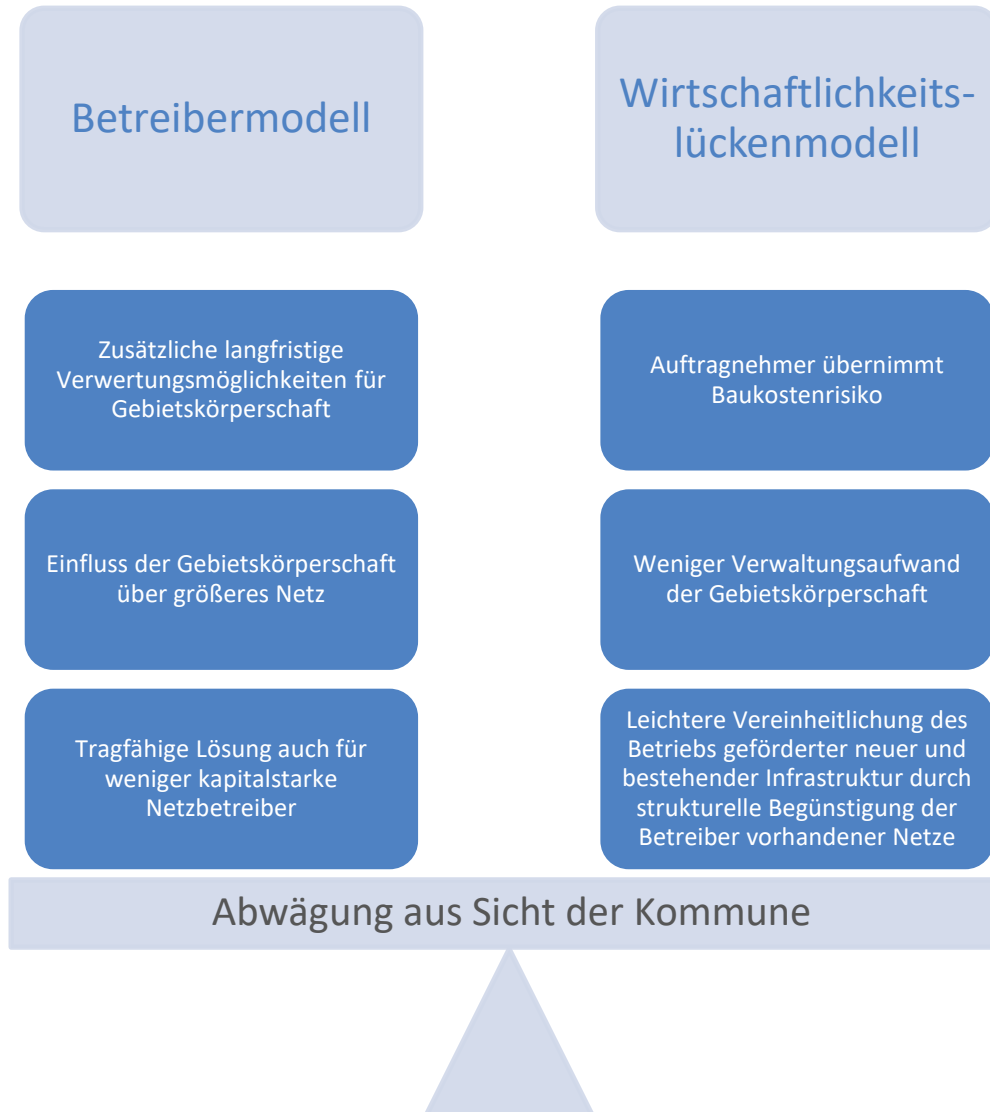 Betreibermodell
Wirtschaftlichkeits-
lückenmodell
Zusätzliche langfristige
Verwertungsmöglichkeiten für
Gebietskörperschaft
Auftragnehmer übernimmt
Baukostenrisiko
Einfluss der Gebietskörperschaft
über größeres Netz
Weniger Verwaltungsaufwand
der Gebietskörperschaft
Tragfähige Lösung auch für
weniger kapitalstarke
Netzbetreiber
Leichtere Vereinheitlichung des
Betriebs geförderter neuer und
bestehender Infrastruktur durch
strukturelle Begünstigung der
Betreiber vorhandener Netze
Abwägung aus Sicht der Kommune